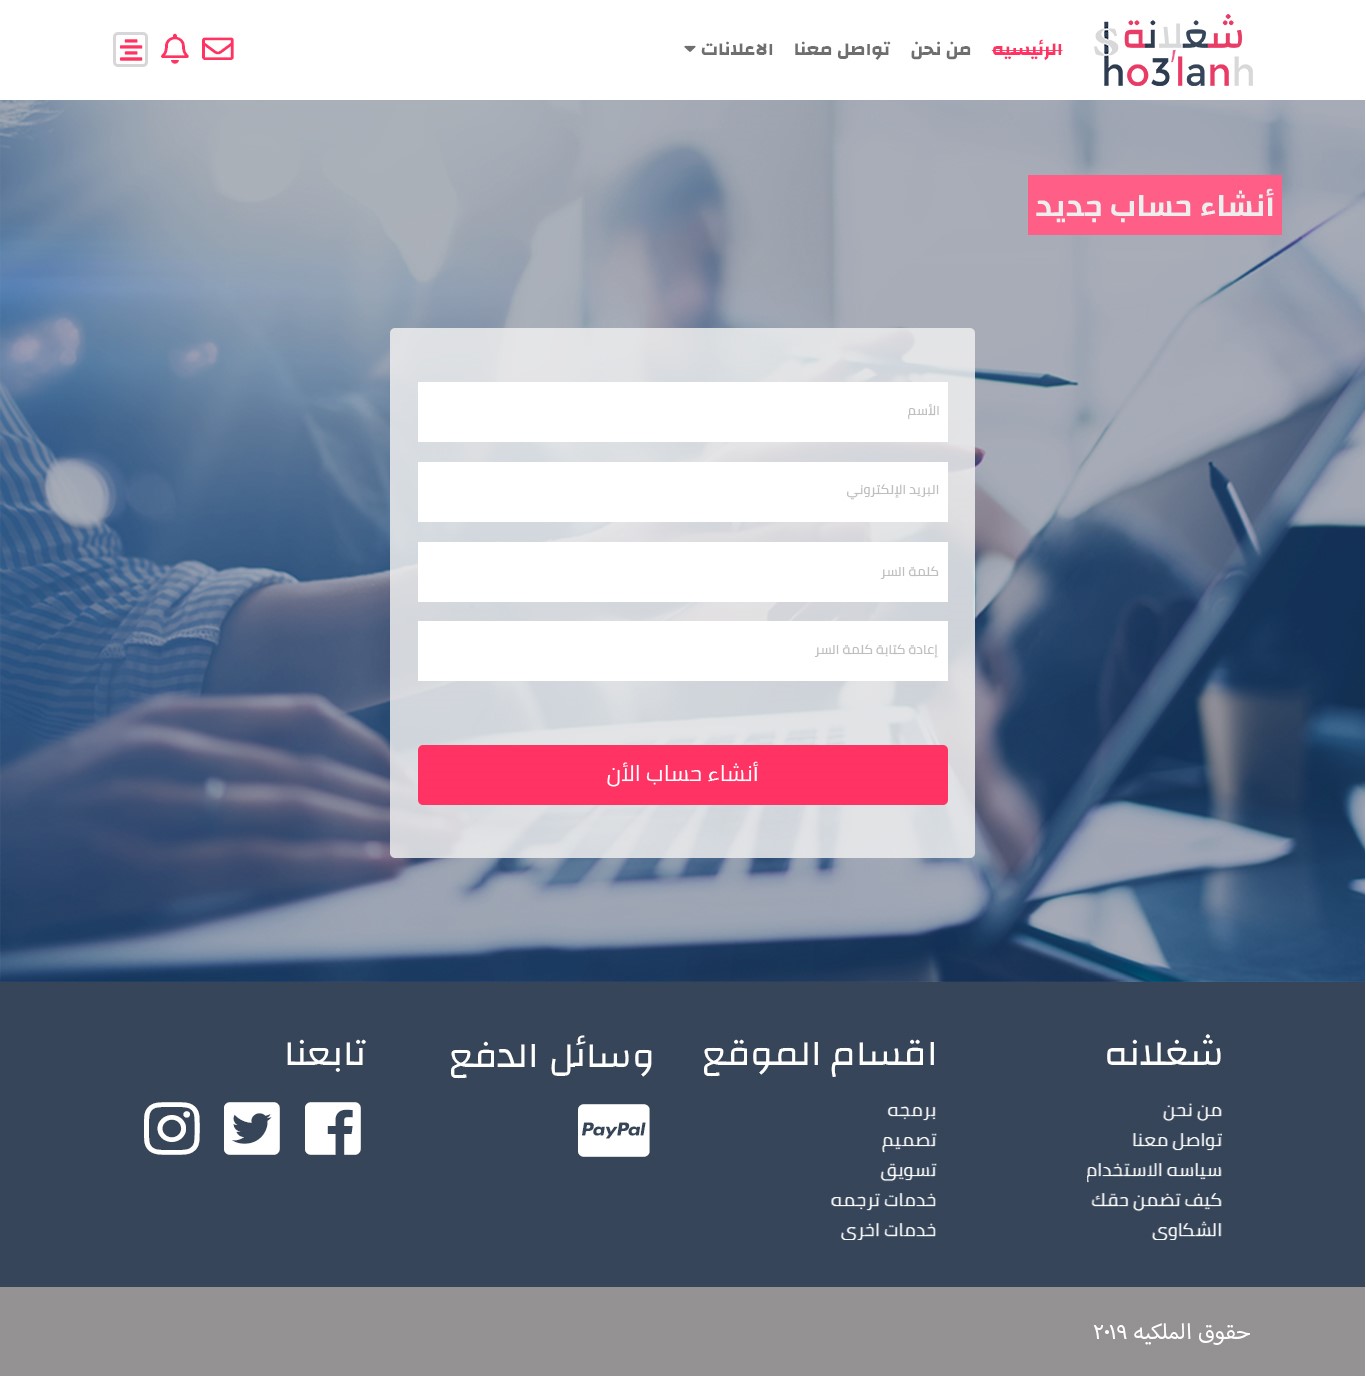 شغلانة
sho3'lanh
الرئيسيه
من نحن
تواصل معنا
الاعلانات
أنشاء حساب جديد
الأسم
البريد الإلكتروني
كلمة السر
إعادة كتابة كلمة السر
أنشاء حساب الأن
شغلانه
من نحن
تواصل معنا
سياسه الاستخدام
كيف تضمن حقك
الشكاوى
اقسام الموقع
برمجه
تصميم
تسويق
خدمات ترجمه
خدمات اخرى
وسائل الدفع
PayPal
تابعنا
حقوق الملكيه ٢٠١٩